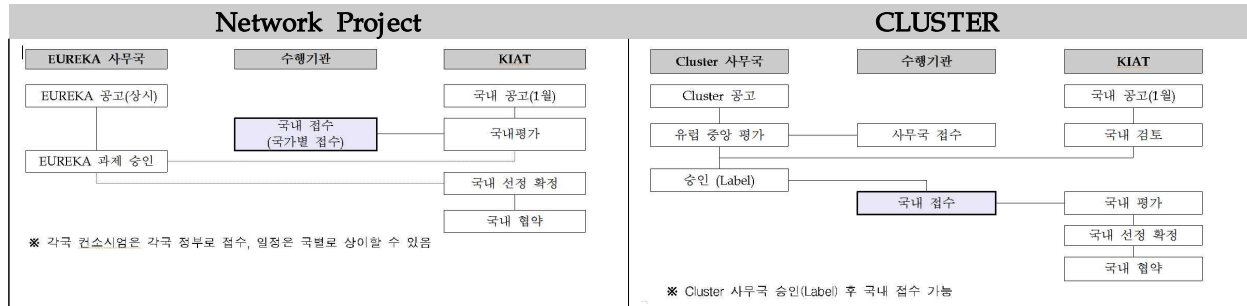 Network Project
EUREKA 사무국
수행기관
KIAT
EUREKA 공고(상시)
국내 공고(1월)
국내 접수
(국가별 접수)
국내평가
EUREKA 과제 승인
국내 선정 확정
국내 협약
※ 각국 컨소시엄은 각국 정부로 접수, 일정은 국별로 상이할 수 있음
CLUSTER
Cluster 사무국
수행기관
KIAT
Cluster 공고
국내 공고(1월)
유럽 중앙 평가
사무국 접수
국내 검토
승인 (Label)
국내 접수
국내 평가
국내 선정 확정
국내 협약
※ Cluster 사무국 승인(Label) 후 국내 접수 가능